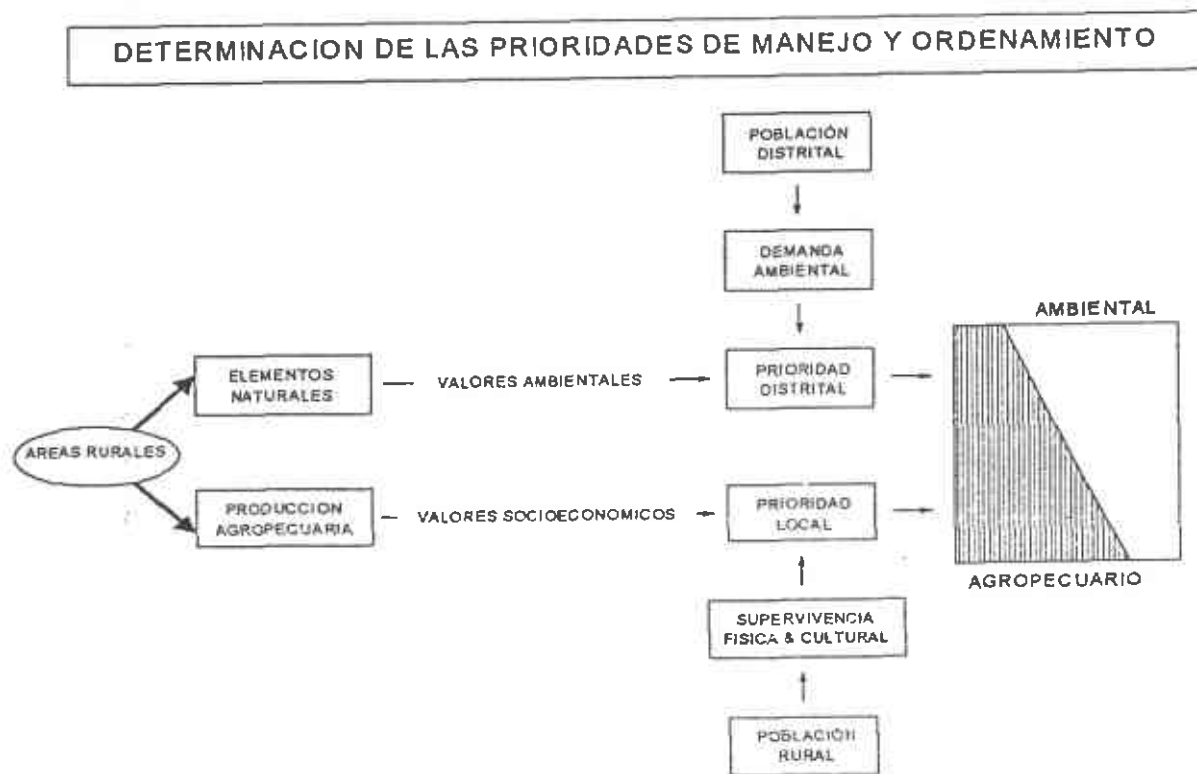 DETERMINACION DE LAS PRIORIDADES DE MANEJO Y ORDENAMIENTO
POBLACIÓN
DISTRITAL
DEMANDA
AMBIENTAL
AMBIENTAL
ELEMENTOS
NATURALES
VALORES AMBIENTALES
PRIORIDAD
DISTRITAL
AREAS RURALES
PRODUCCION
AGROPECUARIA
VALORES SOCIOECONOMICOS
PRIORIDAD
LOCAL
AGROPECUARIO
SUPERVIVENCIA
FISICA & CULTURAL
POBLACIÓN
RURAL